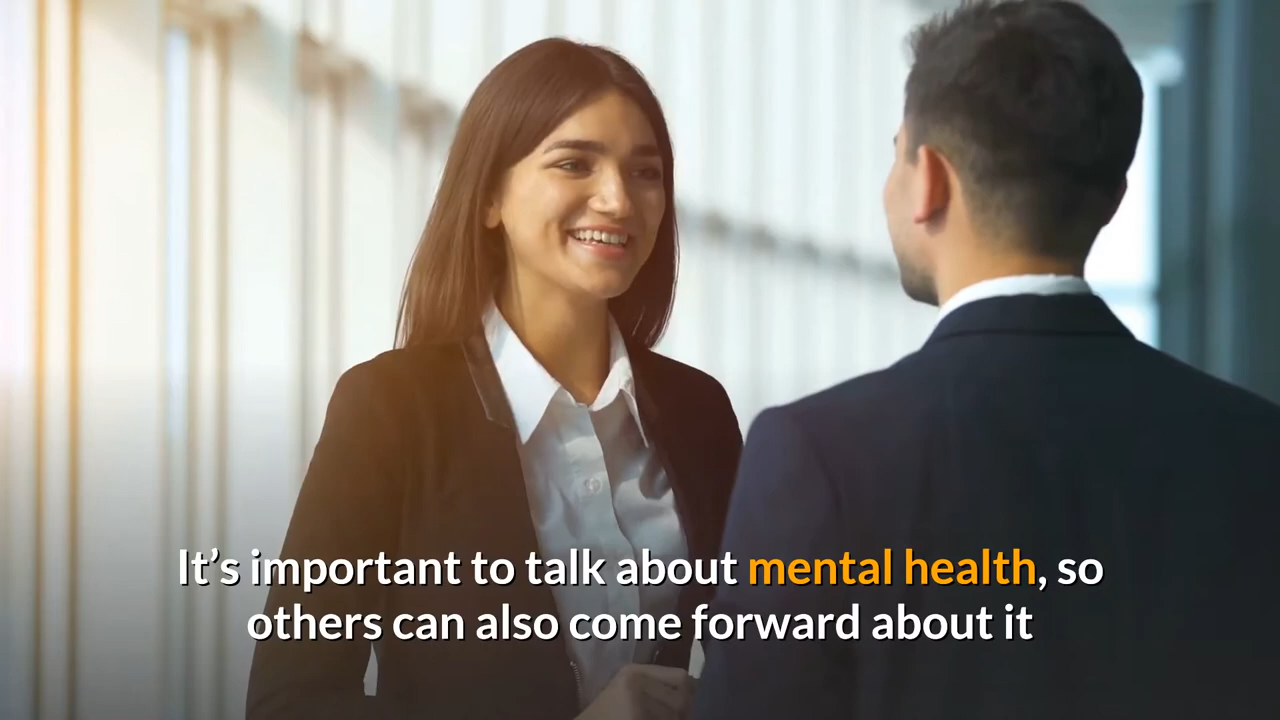 It’s important to talk about mental health, so
others can also come forward about it